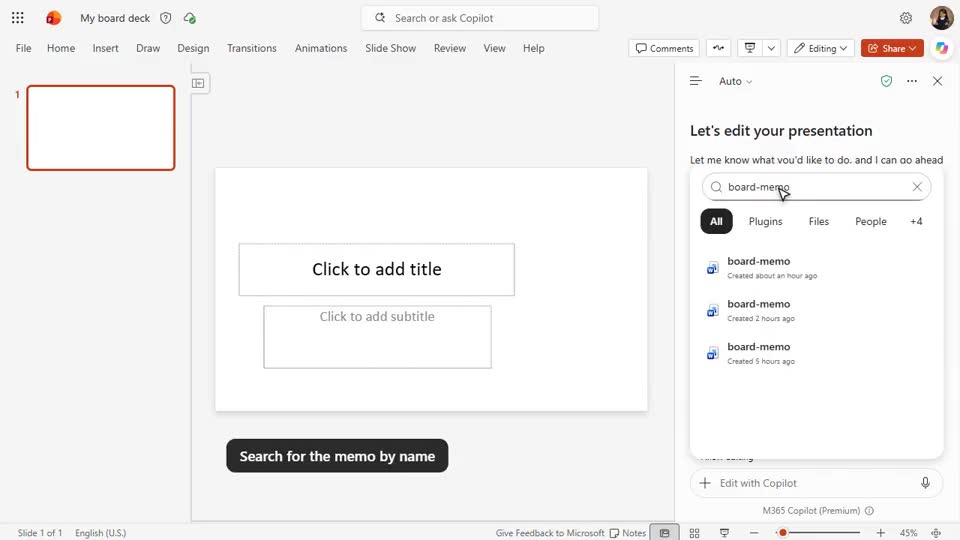 My board deck
Search or ask Copilot
File Home Insert Draw Design Transitions Animations Slide Show Review View Help
Comments
Editing
Share
1
Click to add title
Click to add subtitle
Search for the memo by name
Auto
Let's edit your presentation
Let me know what you'd like to do, and I can go ahead
board-memo
All Plugins Files People +4
board-memo
Created about an hour ago
board-memo
Created 2 hours ago
board-memo
Created 5 hours ago
Allow editing
Edit with Copilot
M365 Copilot (Premium)
Slide 1 of 1 English (U.S.) Give Feedback to Microsoft Notes 45%